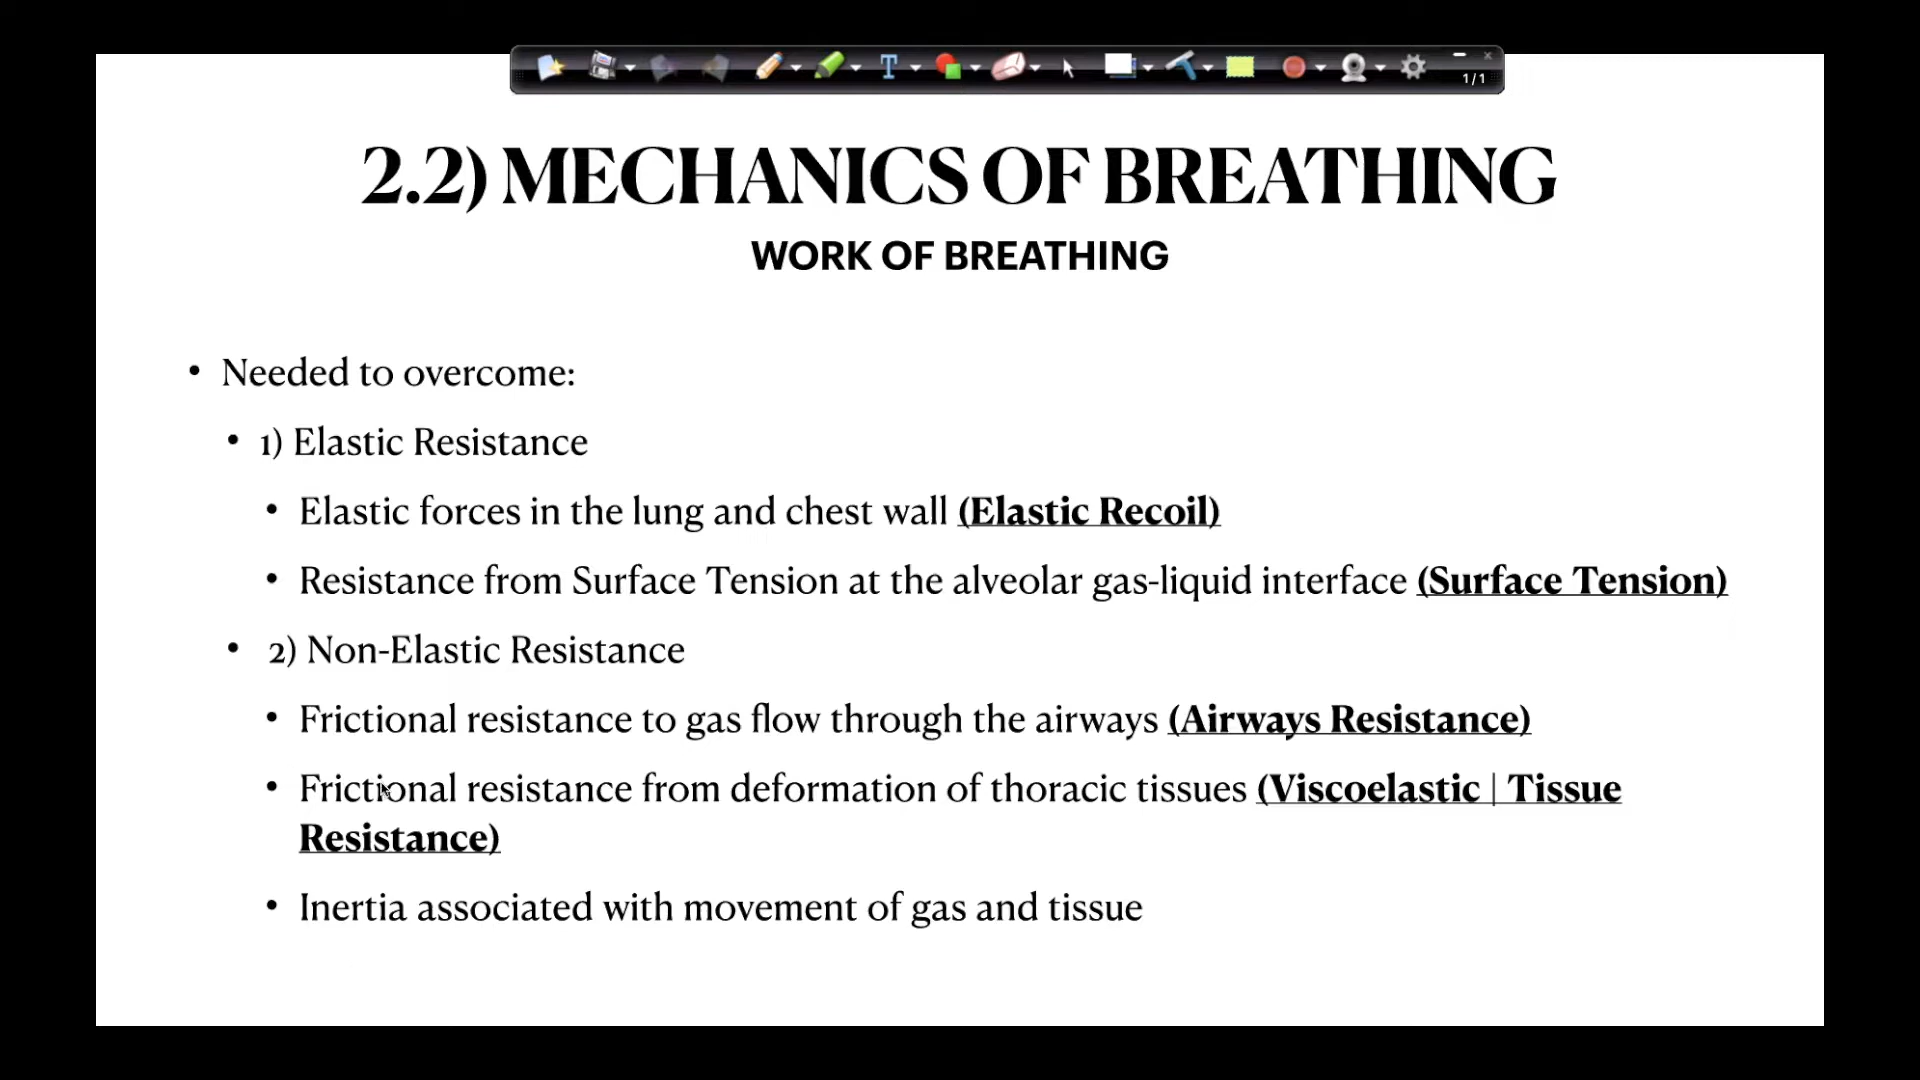 1/1
2.2) MECHANICS OF BREATHING
WORK OF BREATHING
• Needed to overcome:
• 1) Elastic Resistance
• Elastic forces in the lung and chest wall (Elastic Recoil)
• Resistance from Surface Tension at the alveolar gas-liquid interface (Surface Tension)
• 2) Non-Elastic Resistance
• Frictional resistance to gas flow through the airways (Airways Resistance)
• Frictional resistance from deformation of thoracic tissues (Viscoelastic | Tissue
Resistance)
• Inertia associated with movement of gas and tissue